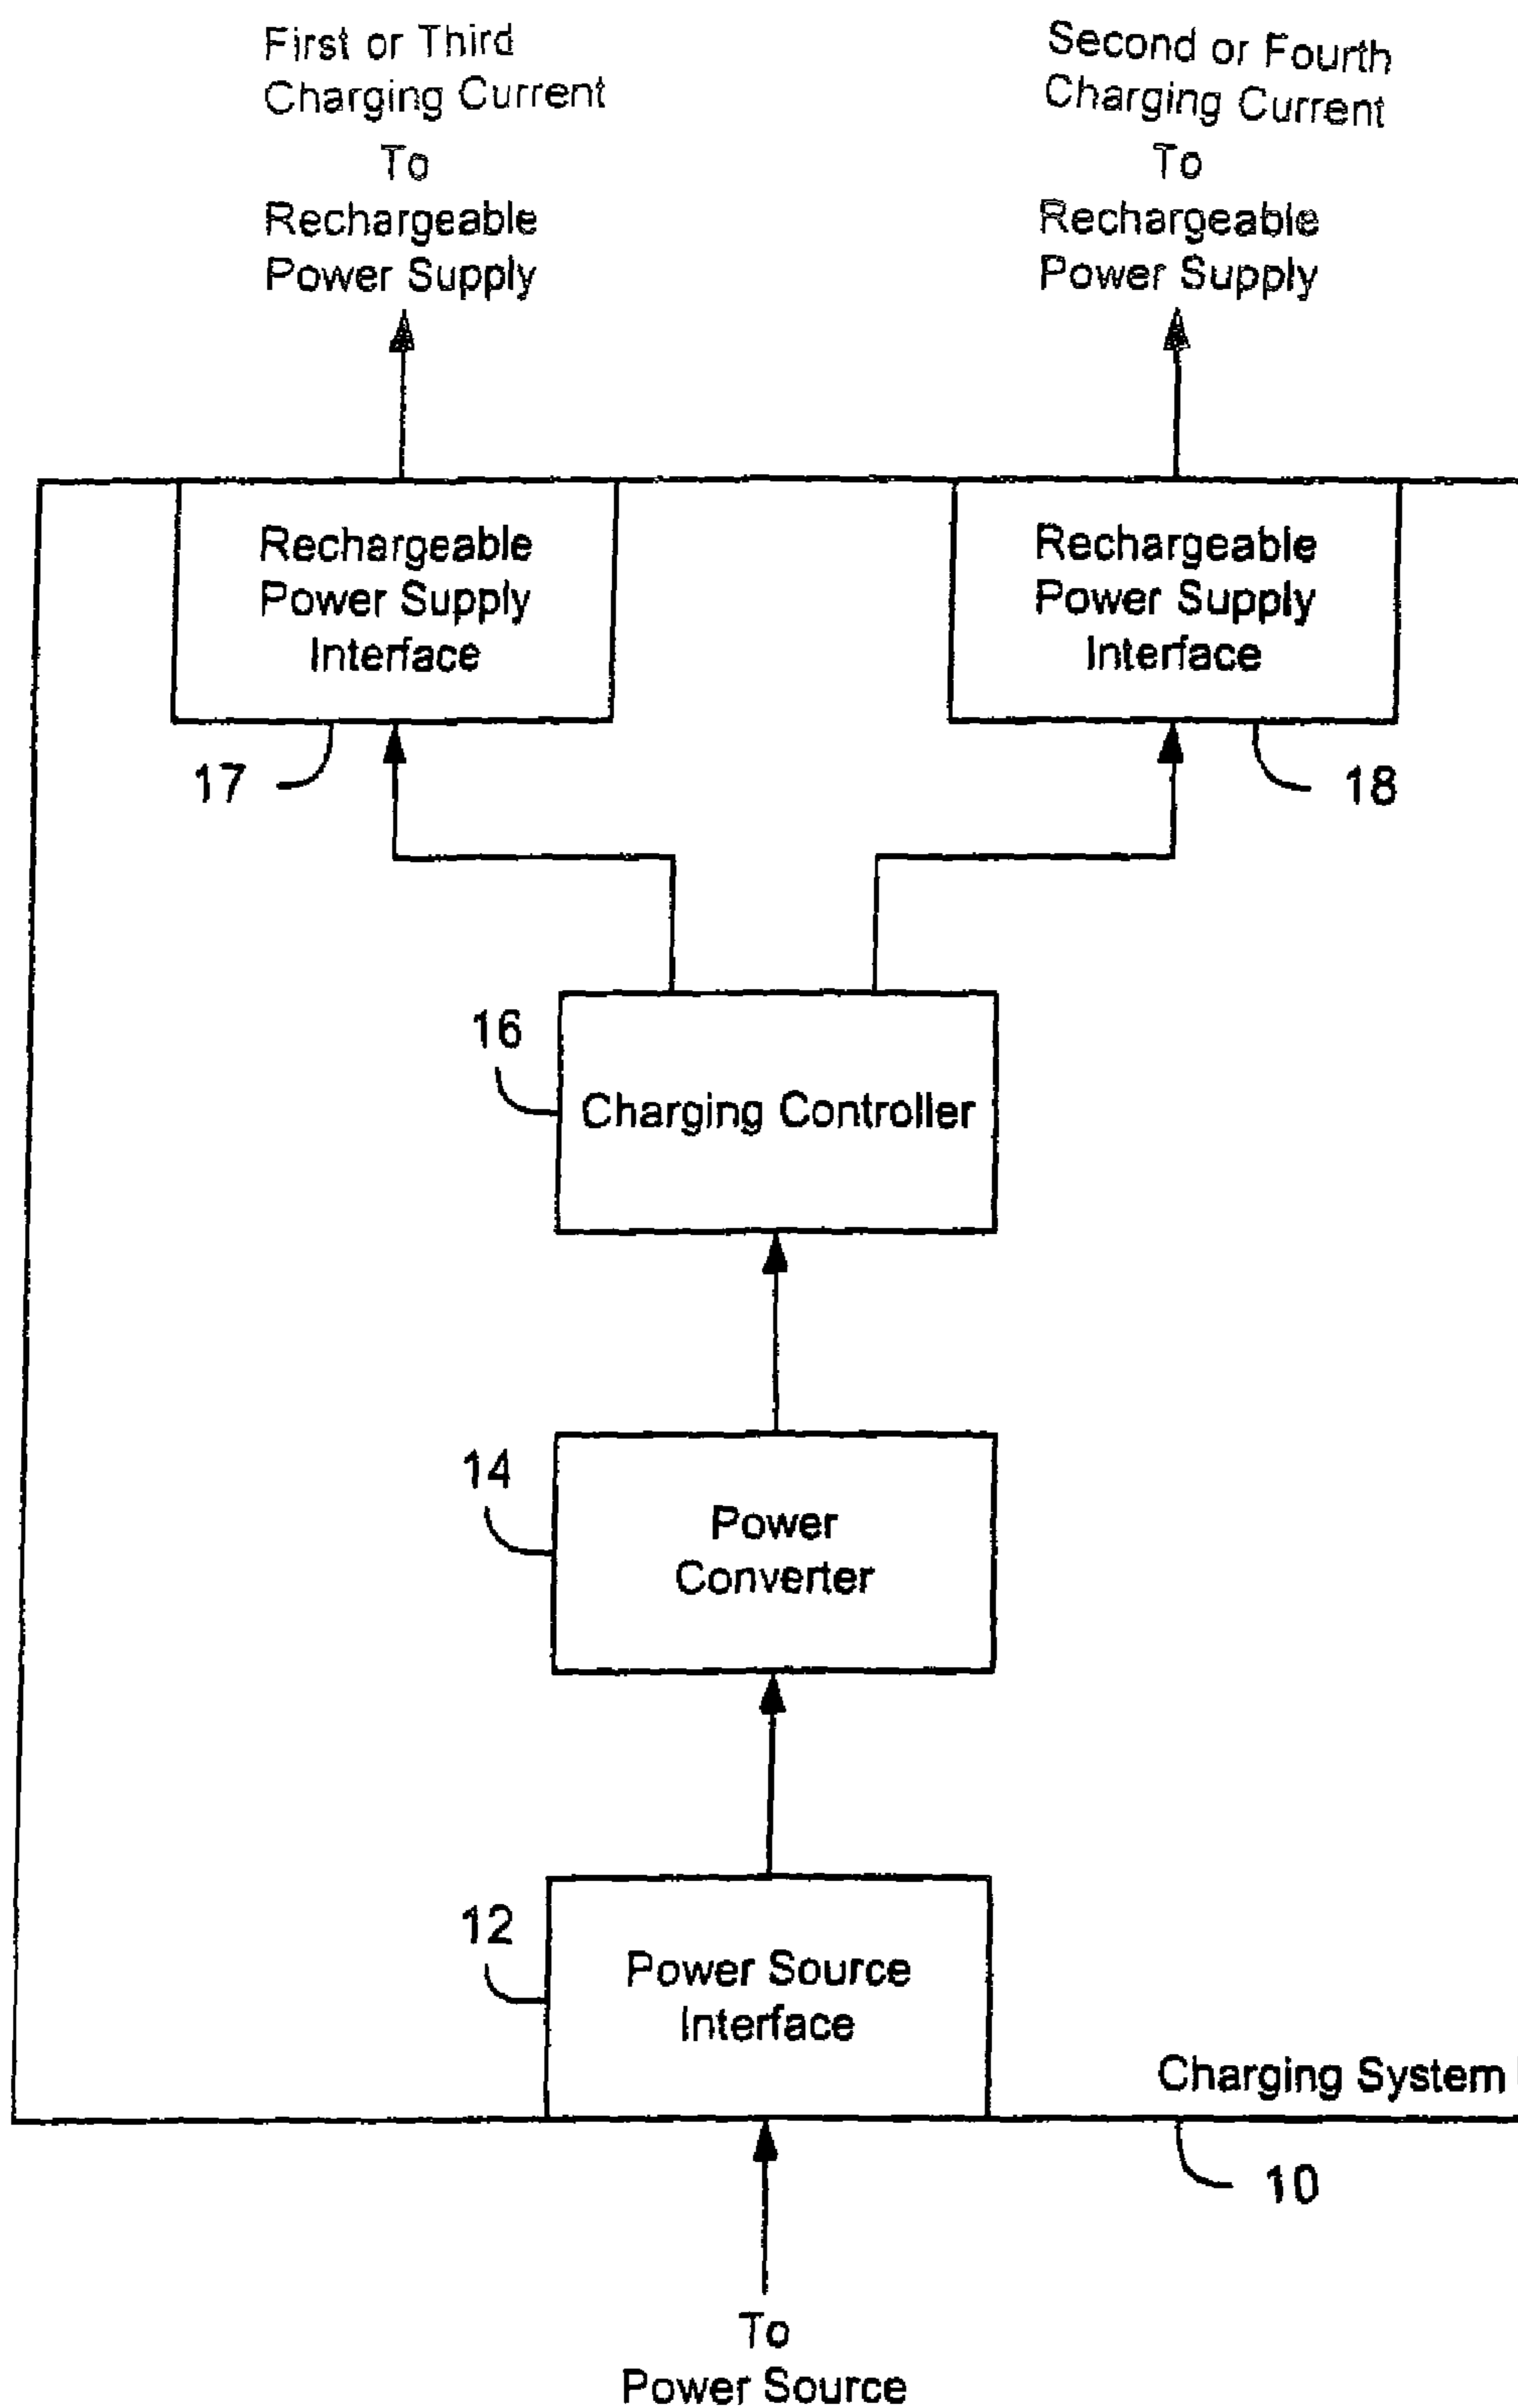 First or Third
Charging Current
To
Rechargeable
Power Supply
Second or Fourth
Charging Current
To
Rechargeable
Power Supply
Rechargeable
Power Supply
Interface
Rechargeable
Power Supply
Interface
17
18
16
Charging Controller
14
Power
Converter
12
Power Source
Interface
Charging System
10
To
Power Source